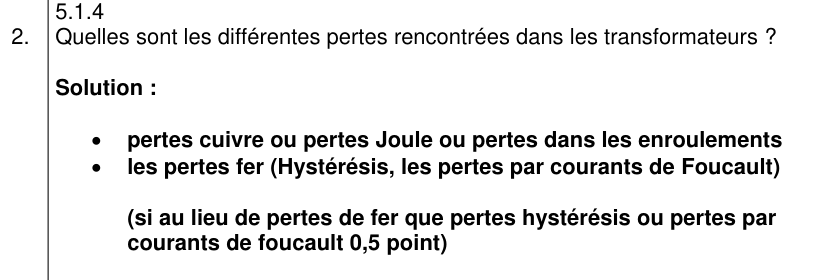 5.1.4
2. Quelles sont les différentes pertes rencontrées dans les transformateurs ?
Solution :
• pertes cuivre ou pertes Joule ou pertes dans les enroulements
• les pertes fer (Hystérésis, les pertes par courants de Foucault)
(si au lieu de pertes de fer que pertes hystérésis ou pertes par
courants de foucault 0,5 point)